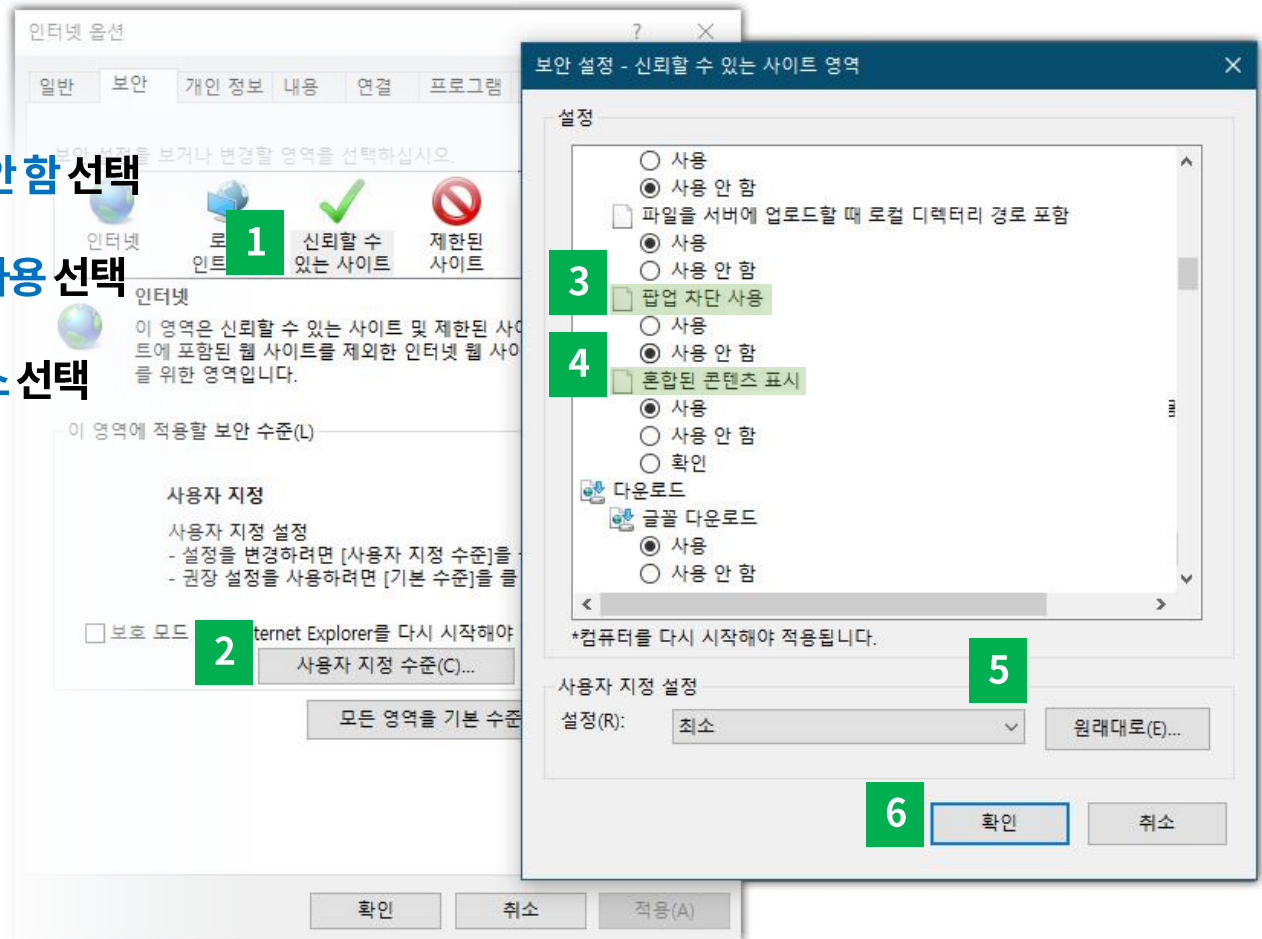 인터넷 옵션
일반 보안 개인 정보 내용 연결 프로그램
보안 설정을 보거나 변경할 영역을 선택하십시오.
안 함 선택
사용 선택
선택
인터넷
1
신뢰할 수
있는 사이트
제한된
사이트
인터넷
이 영역은 신뢰할 수 있는 사이트 및 제한된
트에 포함된 웹 사이트를 제외한 인터넷 웹
를 위한 영역입니다.
이 영역에 적용할 보안 수준(L)
사용자 지정
사용자 지정 설정
- 설정을 변경하려면 [사용자 지정 수준]을
- 권장 설정을 사용하려면 [기본 수준]을 클
보호 모드
Explorer를 다시 시작해야
2
사용자 지정 수준(C)...
모든 영역을 기본 수준
확인 취소 적용(A)
보안 설정 - 신뢰할 수 있는 사이트 영역
설정
사용
사용 안 함
파일을 서버에 업로드할 때 로컬 디렉터리 경로 포함
사용
사용 안 함
3
팝업 차단 사용
사용
사용 안 함
4
혼합된 콘텐츠 표시
사용
사용 안 함
확인
다운로드
글꼴 다운로드
사용
사용 안 함
*컴퓨터를 다시 시작해야 적용됩니다.
5
사용자 지정 설정
설정(R): 최소 원래대로(E)...
6
확인 취소